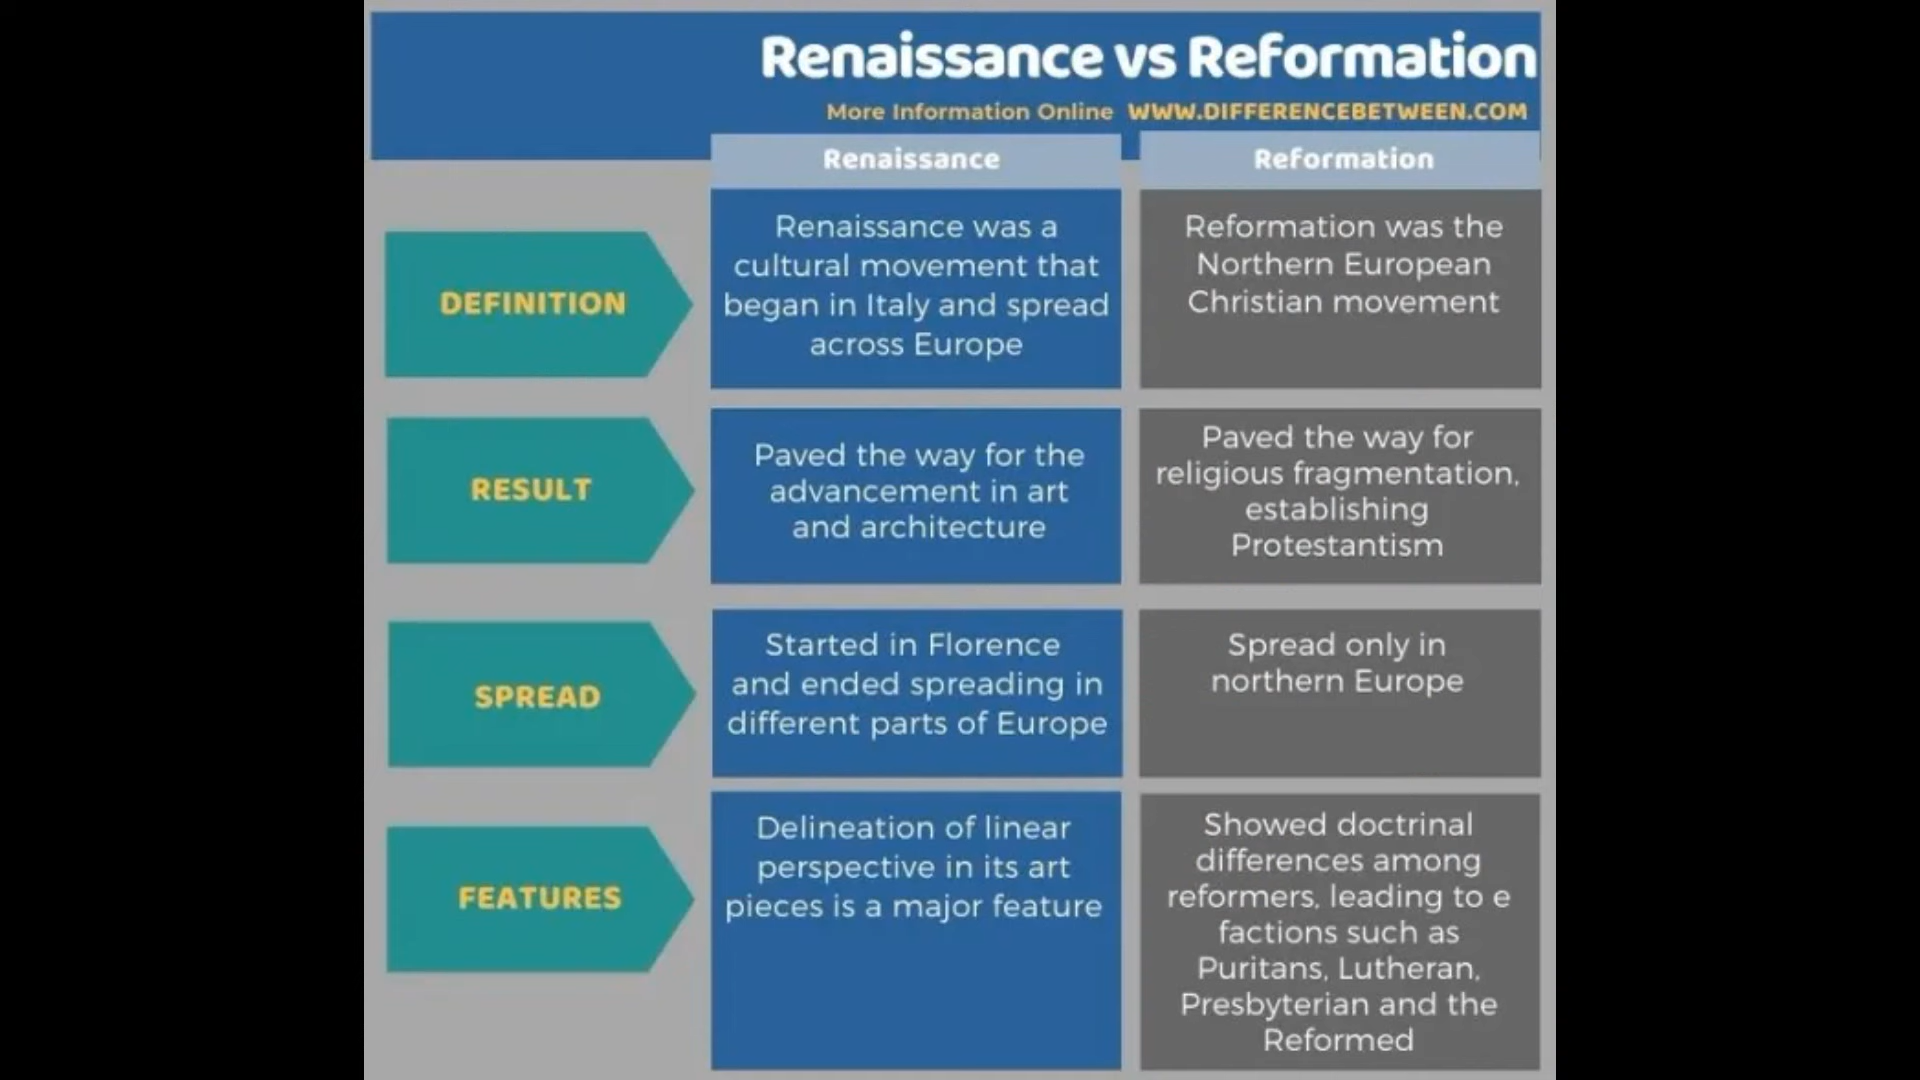 Renaissance vs Reformation
More Information Online WWW.DIFFERENCEBETWEEN.COM
Renaissance
Reformation
DEFINITION
Renaissance was a
cultural movement that
began in Italy and spread
across Europe
Reformation was the
Northern European
Christian movement
RESULT
Paved the way for the
advancement in art
and architecture
Paved the way for
religious fragmentation,
establishing
Protestantism
SPREAD
Started in Florence
and ended spreading in
different parts of Europe
Spread only in
northern Europe
FEATURES
Delineation of linear
perspective in its art
pieces is a major feature
Showed doctrinal
differences among
reformers, leading to e
factions such as
Puritans, Lutheran,
Presbyterian and the
Reformed